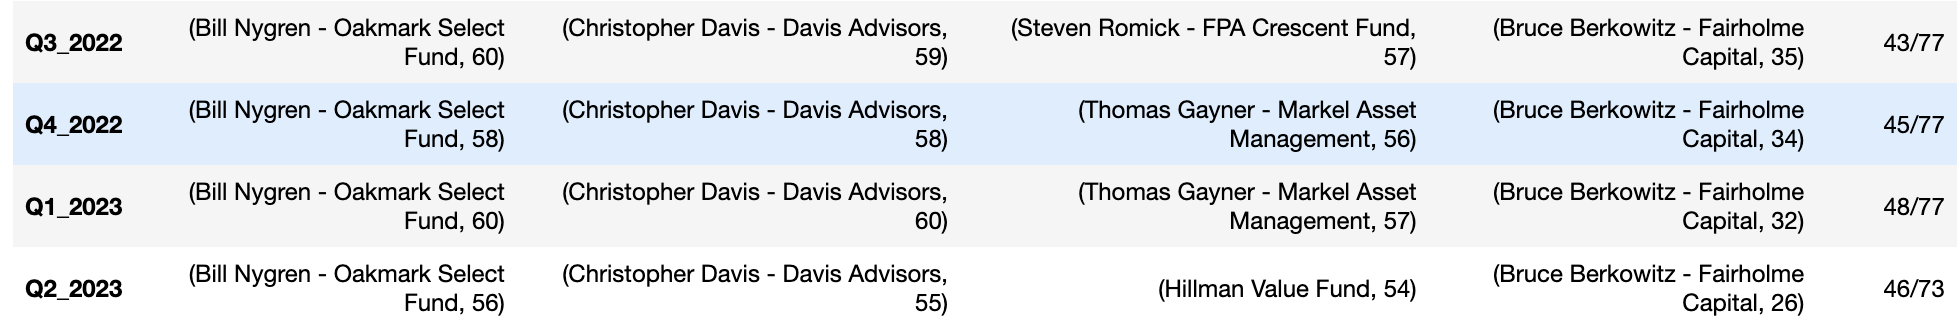 Q3_2022 (Bill Nygren - Oakmark Select Fund, 60) (Christopher Davis - Davis Advisors, 59) (Steven Romick - FPA Crescent Fund, 57) (Bruce Berkowitz - Fairholme Capital, 35) 43/77
Q4_2022 (Bill Nygren - Oakmark Select Fund, 58) (Christopher Davis - Davis Advisors, 58) (Thomas Gayner - Markel Asset Management, 56) (Bruce Berkowitz - Fairholme Capital, 34) 45/77
Q1_2023 (Bill Nygren - Oakmark Select Fund, 60) (Christopher Davis - Davis Advisors, 60) (Thomas Gayner - Markel Asset Management, 57) (Bruce Berkowitz - Fairholme Capital, 32) 48/77
Q2_2023 (Bill Nygren - Oakmark Select Fund, 56) (Christopher Davis - Davis Advisors, 55) (Hillman Value Fund, 54) (Bruce Berkowitz - Fairholme Capital, 26) 46/73